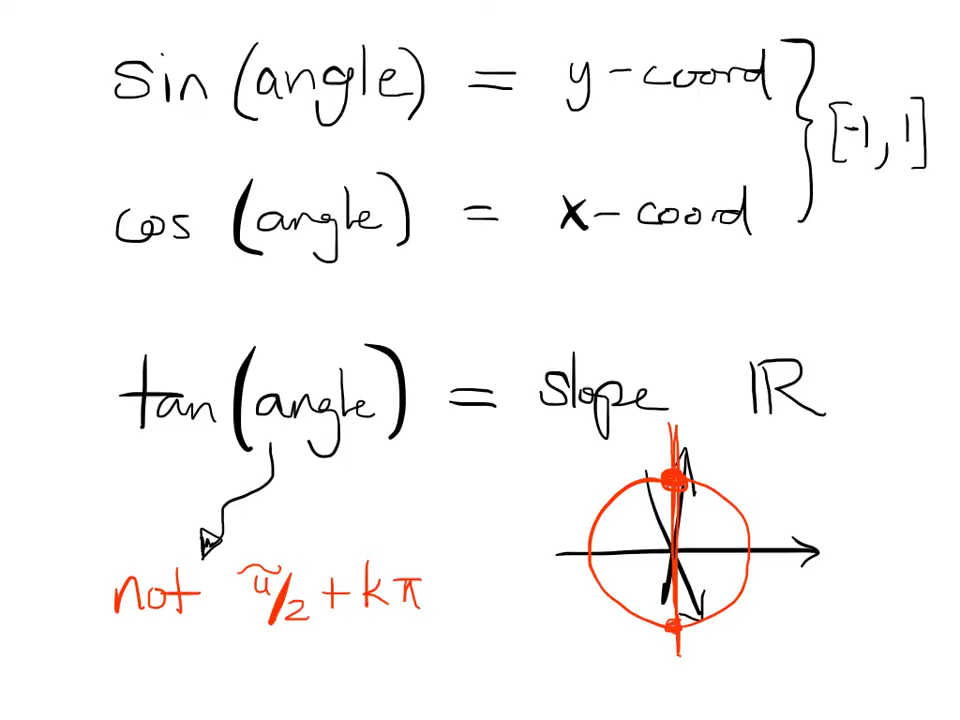 sin (angle) = y-coord } [-1, 1]
cos (angle) = x-coord
tan (angle) = slope ℝ
not π/2 + kπ